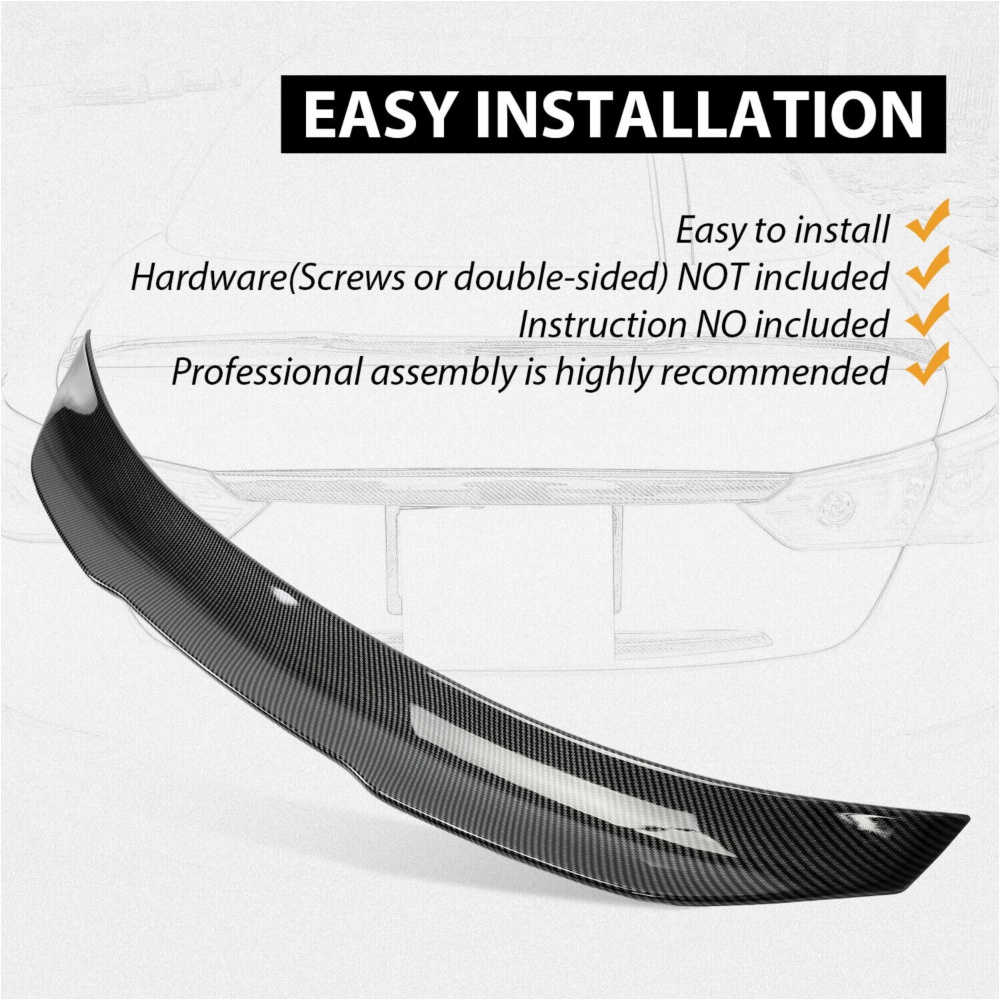 EASY INSTALLATION
Easy to install
Hardware(Screws or double-sided) NOT included
Instruction NO included
Professional assembly is highly recommended